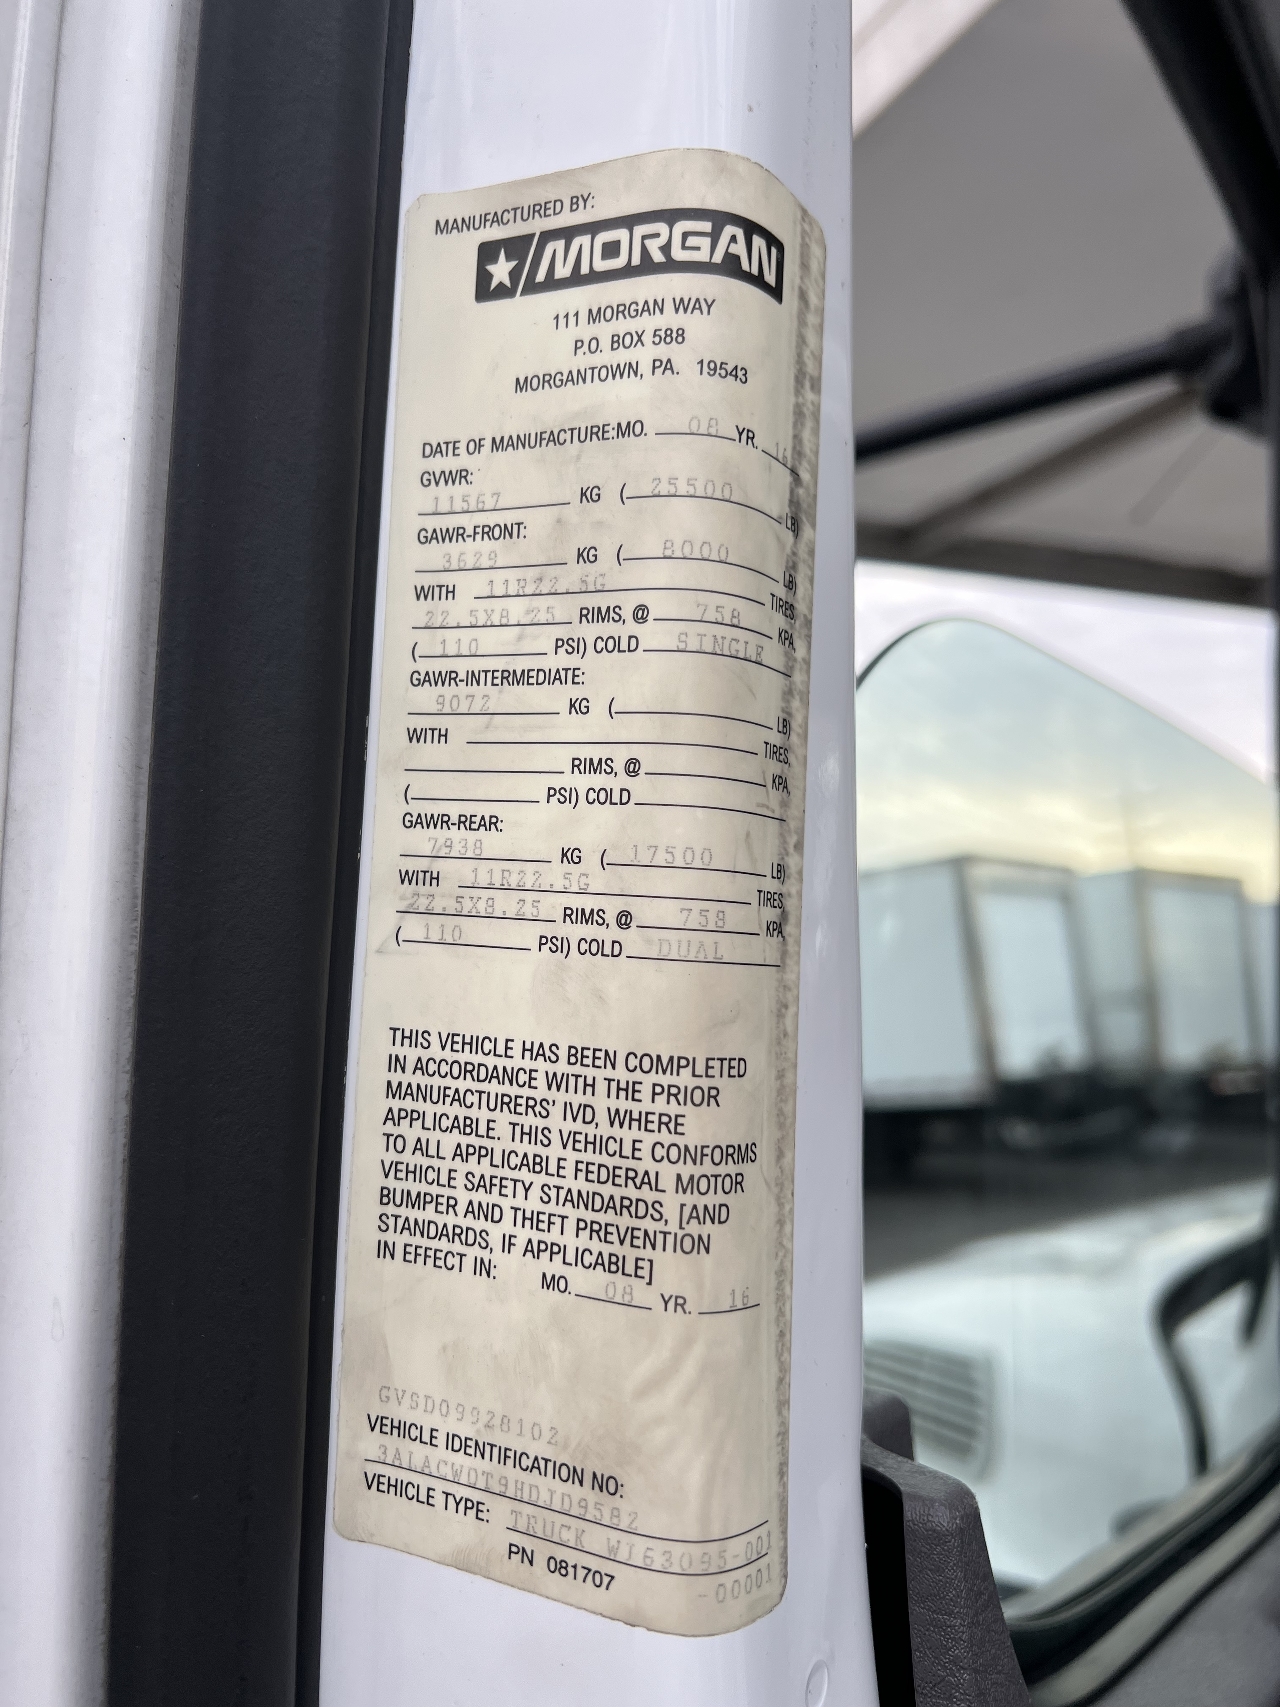 MANUFACTURED BY:
MORGAN
111 MORGAN WAY
P.O. BOX 588
MORGANTOWN, PA. 19543
DATE OF MANUFACTURE:MO. 08 YR. 16
GVWR:
11567 KG ( 25500 LB)
GAWR-FRONT:
3629 KG ( 8000 LB)
WITH 11R22.5G TIRES,
22.5X8.25 RIMS, @ 758 KPA,
( 110 PSI) COLD SINGLE
GAWR-INTERMEDIATE:
9072 KG ( LB)
WITH TIRES,
RIMS, @ KPA,
( PSI) COLD
GAWR-REAR:
7938 KG ( 17500 LB)
WITH 11R22.5G TIRES,
22.5X8.25 RIMS, @ 758 KPA,
( 110 PSI) COLD DUAL
THIS VEHICLE HAS BEEN COMPLETED
IN ACCORDANCE WITH THE PRIOR
MANUFACTURERS' IVD, WHERE
APPLICABLE. THIS VEHICLE CONFORMS
TO ALL APPLICABLE FEDERAL MOTOR
VEHICLE SAFETY STANDARDS, [AND
BUMPER AND THEFT PREVENTION
STANDARDS, IF APPLICABLE]
IN EFFECT IN: MO. 08 YR. 16
GVSD09928102
VEHICLE IDENTIFICATION NO:
3ALACWDT9HDJD9582
VEHICLE TYPE: TRUCK WJ63095-001
PN 081707 -00001